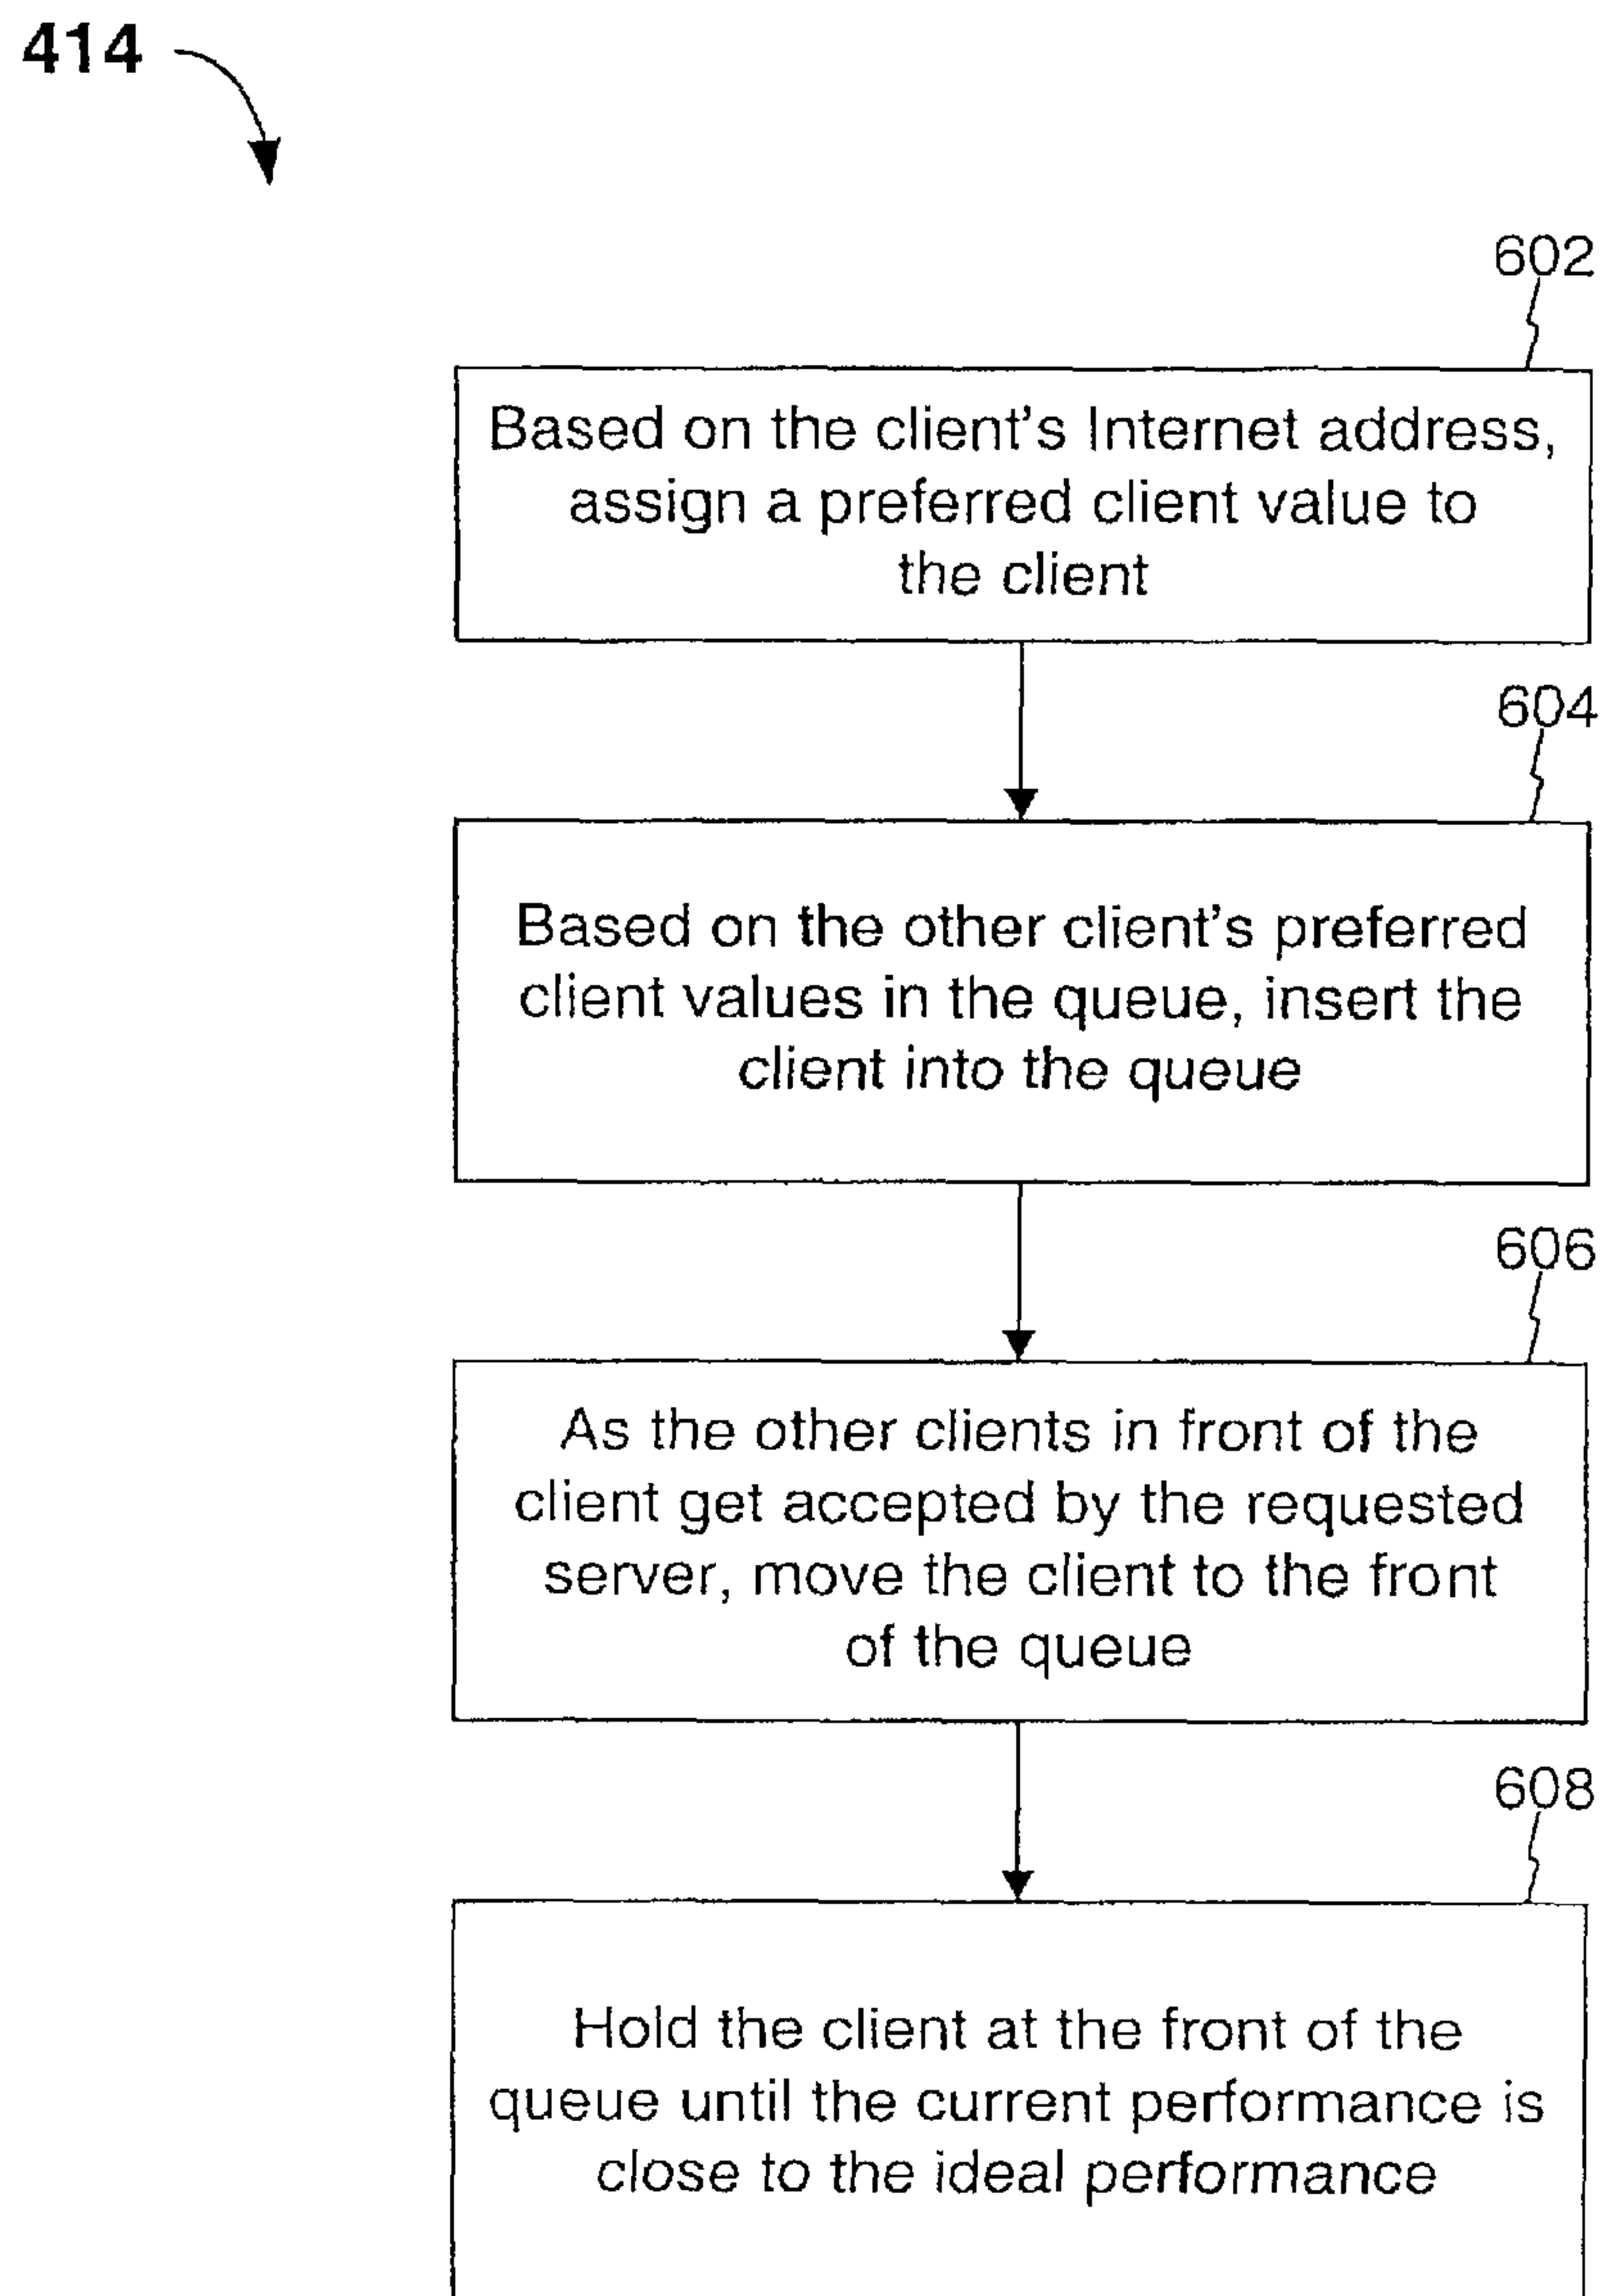 414
602
Based on the client's Internet address,
assign a preferred client value to
the client
604
Based on the other client's preferred
client values in the queue, insert the
client into the queue
606
As the other clients in front of the
client get accepted by the requested
server, move the client to the front
of the queue
608
Hold the client at the front of the
queue until the current performance is
close to the ideal performance